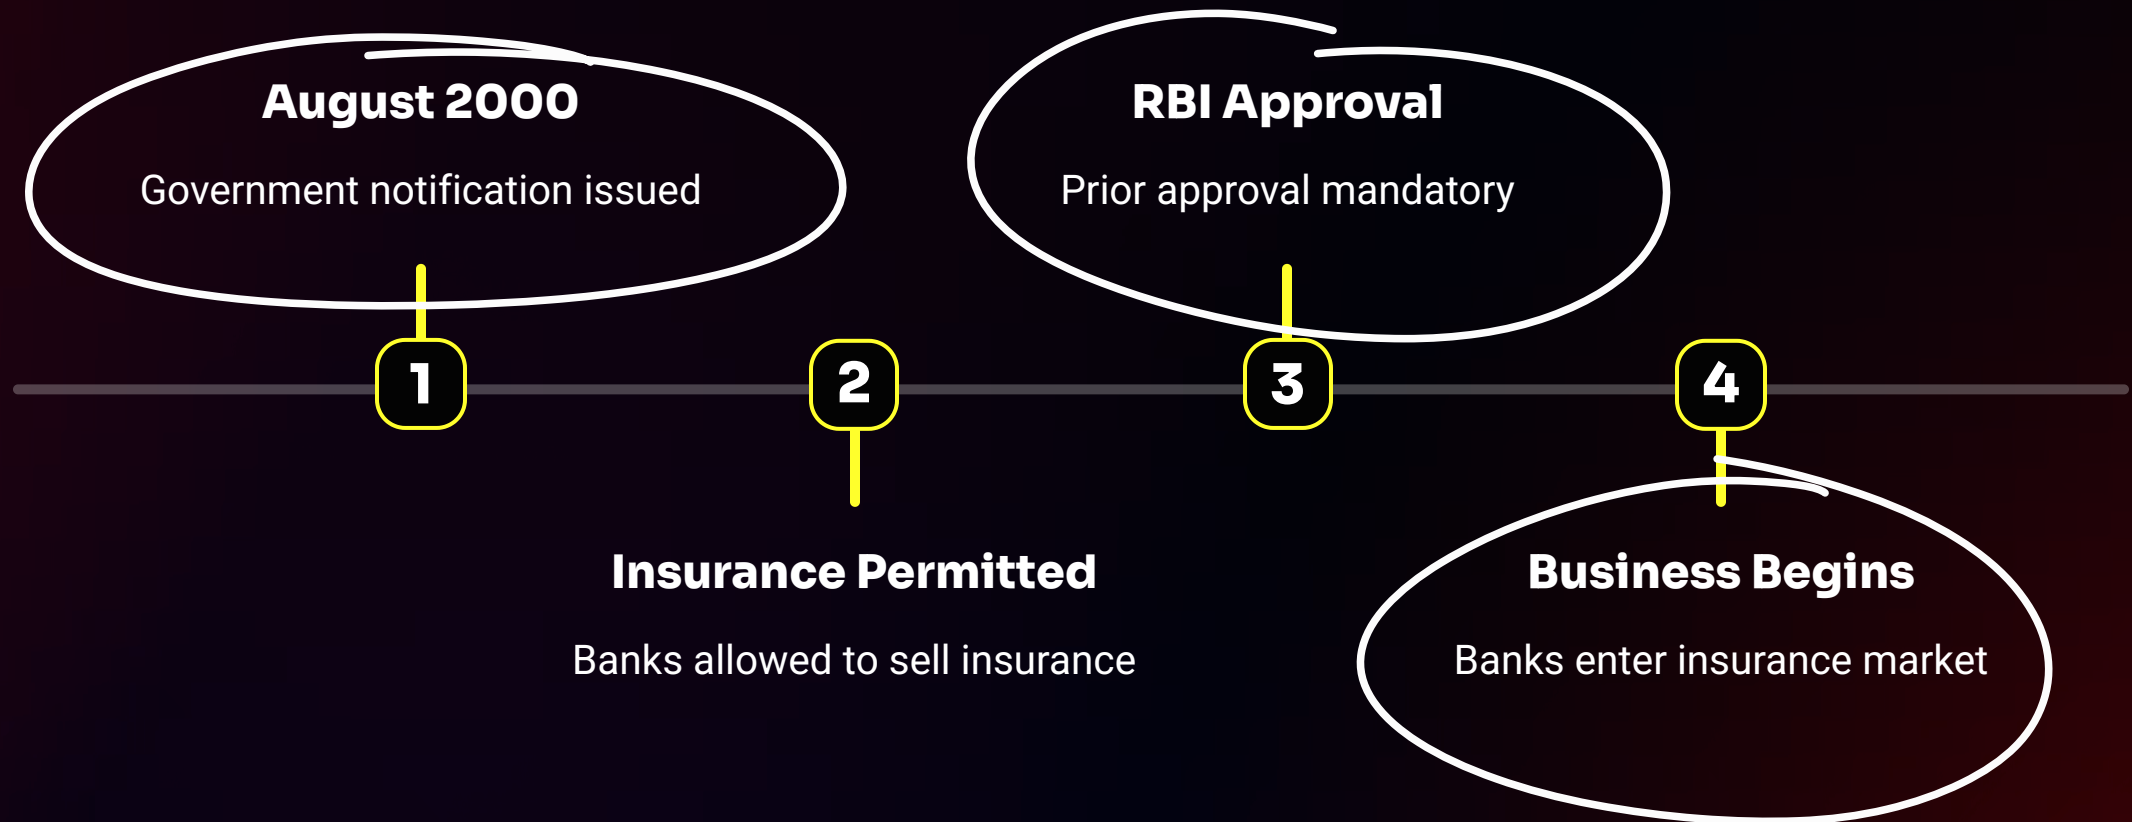 August 2000
Government notification issued
RBI Approval
Prior approval mandatory
1
2
3
4
Insurance Permitted
Banks allowed to sell insurance
Business Begins
Banks enter insurance market